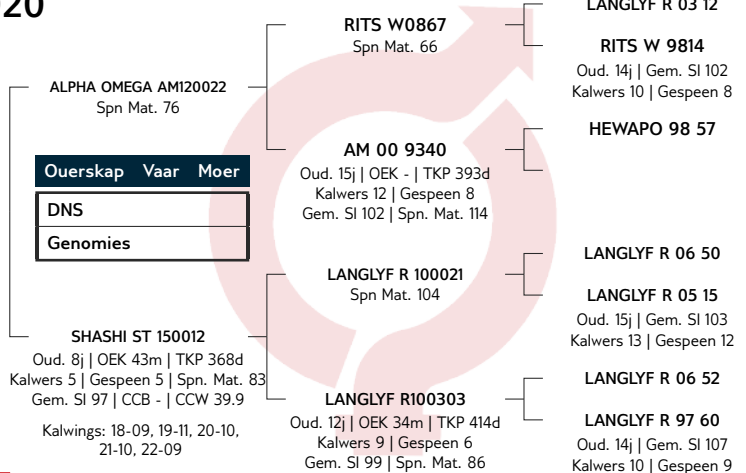 020
ALPHA OMEGA AM120022
Spn Mat. 76
Ouerskap Vaar Moer
DNS
Genomies
SHASHI ST 150012
Oud. 8j | OEK 43m | TKP 368d
Kalwers 5 | Gespeen 5 | Spn. Mat. 83
Gem. SI 97 | CCB - | CCW 39.9
Kalwings: 18-09, 19-11, 20-10,
21-10, 22-09
RITS W0867
Spn Mat. 66
AM 00 9340
Oud. 15j | OEK - | TKP 393d
Kalwers 12 | Gespeen 8
Gem. SI 102 | Spn. Mat. 114
LANGLYF R 100021
Spn Mat. 104
LANGLYF R100303
Oud. 12j | OEK 34m | TKP 414d
Kalwers 9 | Gespeen 6
Gem. SI 99 | Spn. Mat. 86
LANGLYF R 03 12
RITS W 9814
Oud. 14j | Gem. SI 102
Kalwers 10 | Gespeen 8
HEWAPO 98 57
LANGLYF R 06 50
LANGLYF R 05 15
Oud. 15j | Gem. SI 103
Kalwers 13 | Gespeen 12
LANGLYF R 06 52
LANGLYF R 97 60
Oud. 14j | Gem. SI 107
Kalwers 10 | Gespeen 9